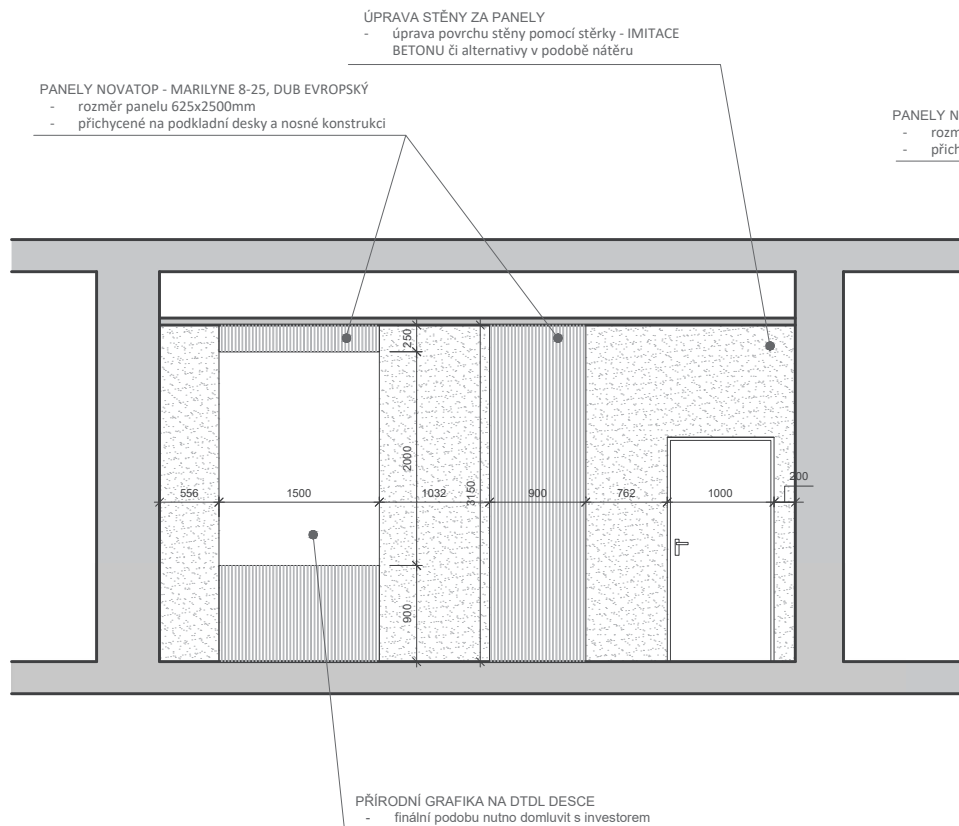 ÚPRAVA STĚNY ZA PANELY
- úprava povrchu stěny pomocí stěrky - IMITACE
BETONU či alternativy v podobě nátěru
PANELY NOVATOP - MARILYNE 8-25, DUB EVROPSKÝ
- rozměr panelu 625x2500mm
- přichycené na podkladní desky a nosné konstrukci
PANELY N
- rozm
- přich
250
2000
3150
900
556
1500
1032
900
762
1000
200
PŘÍRODNÍ GRAFIKA NA DTDL DESCE
- finální podobu nutno domluvit s investorem